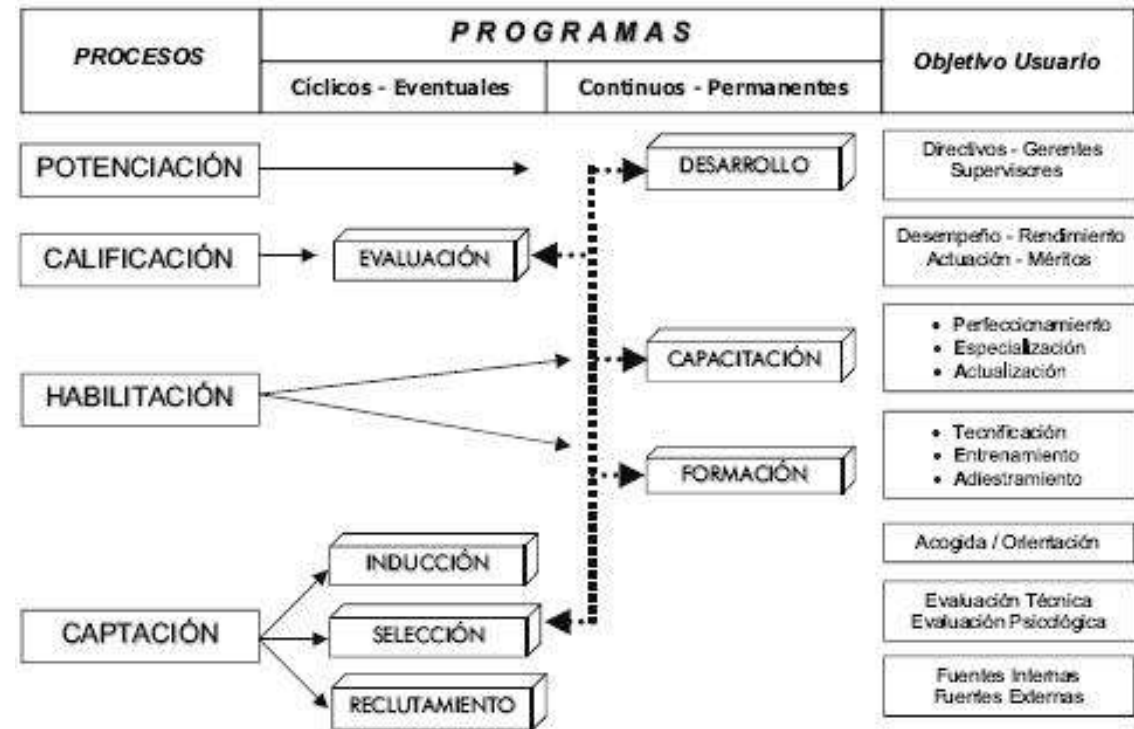 PROCESOS
PROGRAMAS
Cíclicos - Eventuales
Continuos - Permanentes
Objetivo Usuario
POTENCIACIÓN
DESARROLLO
Directivos - Gerentes
Supervisores
CALIFICACIÓN
EVALUACIÓN
Desempeño - Rendimiento
Actuación - Méritos
HABILITACIÓN
CAPACITACIÓN
• Perfeccionamiento
• Especialización
• Actualización
FORMACIÓN
• Tecnificación
• Entrenamiento
• Adiestramiento
CAPTACIÓN
INDUCCIÓN
Acogida / Orientación
SELECCIÓN
Evaluación Técnica
Evaluación Psicológica
RECLUTAMIENTO
Fuentes Internas
Fuentes Externas